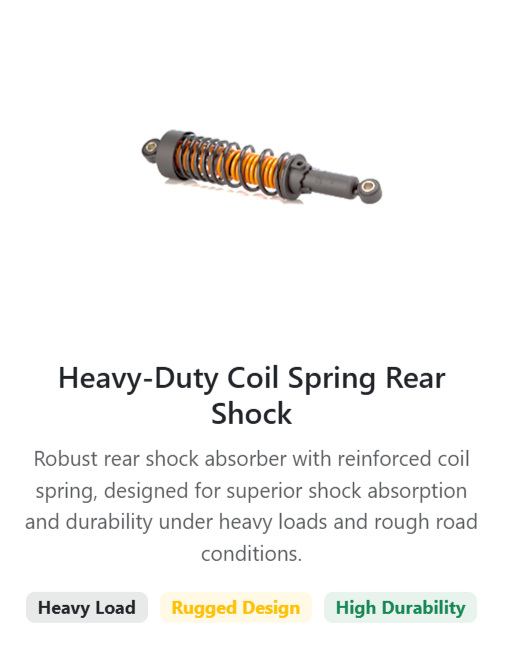 Heavy-Duty Coil Spring Rear
Shock
Robust rear shock absorber with reinforced coil
spring, designed for superior shock absorption
and durability under heavy loads and rough road
conditions.
Heavy Load
Rugged Design
High Durability